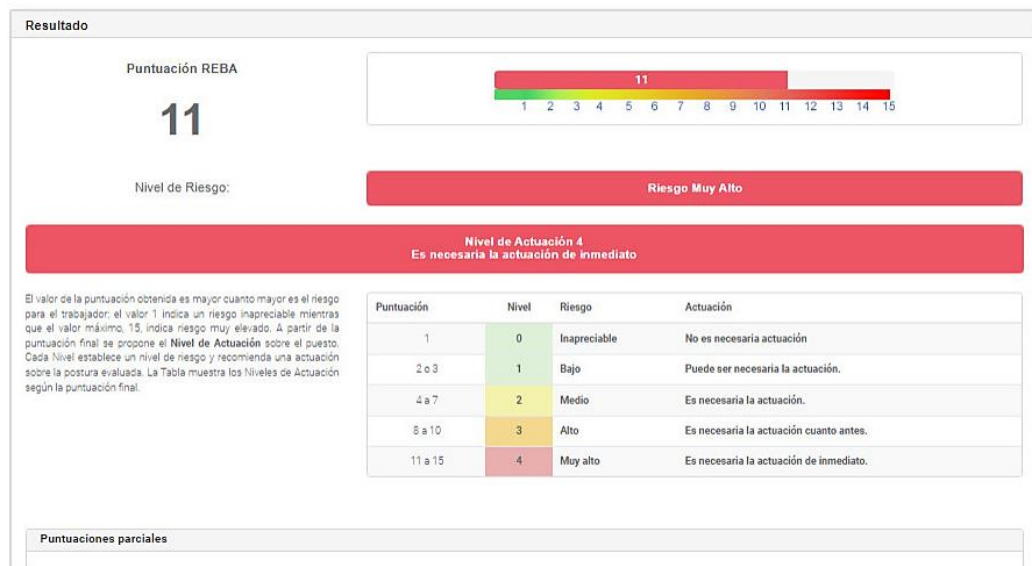 Resultado
Puntuación REBA
11
11
1 2 3 4 5 6 7 8 9 10 11 12 13 14 15
Nivel de Riesgo:
Riesgo Muy Alto
Nivel de Actuación 4
Es necesaria la actuación de inmediato
El valor de la puntuación obtenida es mayor cuanto mayor es el riesgo
para el trabajador; el valor 1 indica un riesgo inapreciable mientras
que el valor máximo, 15, indica riesgo muy elevado. A partir de la
puntuación final se propone el Nivel de Actuación sobre el puesto.
Cada Nivel establece un nivel de riesgo y recomienda una actuación
sobre la postura evaluada. La Tabla muestra los Niveles de Actuación
según la puntuación final.
Puntuación Nivel Riesgo Actuación
1 0 Inapreciable No es necesaria actuación
2 o 3 1 Bajo Puede ser necesaria la actuación.
4 a 7 2 Medio Es necesaria la actuación.
8 a 10 3 Alto Es necesaria la actuación cuanto antes.
11 a 15 4 Muy alto Es necesaria la actuación de inmediato.
Puntuaciones parciales